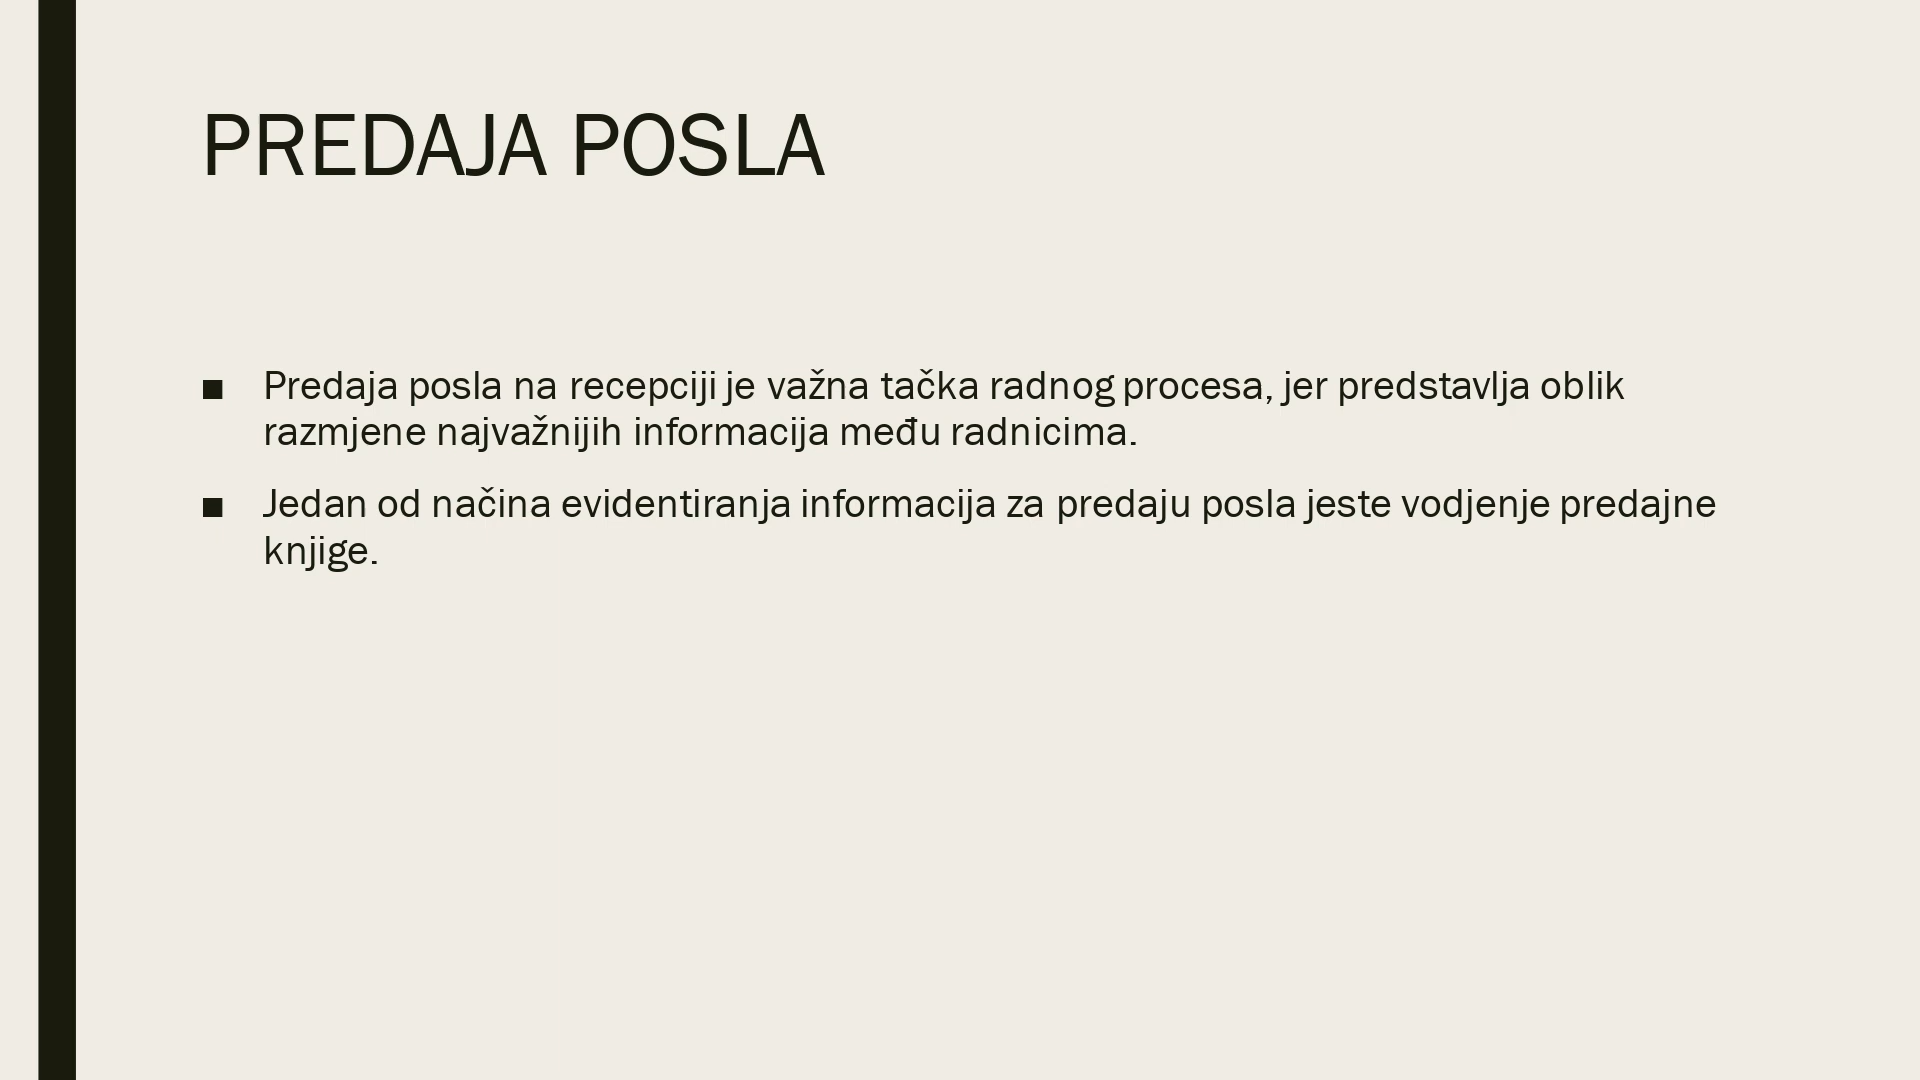 PREDAJA POSLA
■ Predaja posla na recepciji je važna tačka radnog procesa, jer predstavlja oblik
razmjene najvažnijih informacija među radnicima.
■ Jedan od načina evidentiranja informacija za predaju posla jeste vodjenje predajne
knjige.